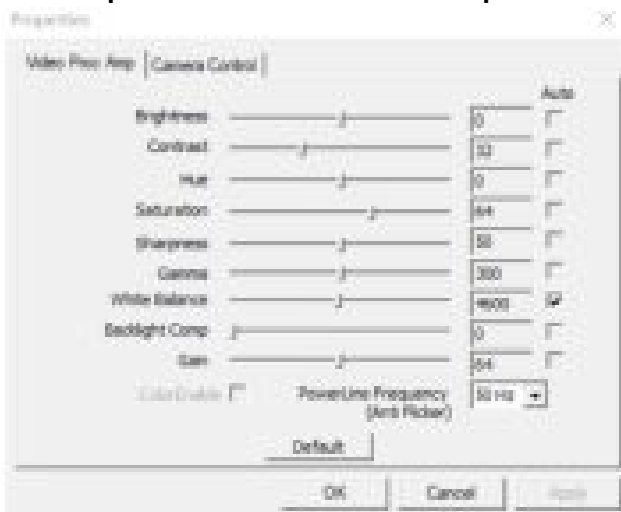 Properties
Video Proc Amp Camera Control
Auto
Brightness 0
Contrast 32
Hue 0
Saturation 64
Sharpness 50
Gamma 300
White Balance 4600
Backlight Comp 0
Gain 64
ColorEnable PowerLine Frequency
(Anti Flicker) 50 Hz
Default
OK Cancel Apply